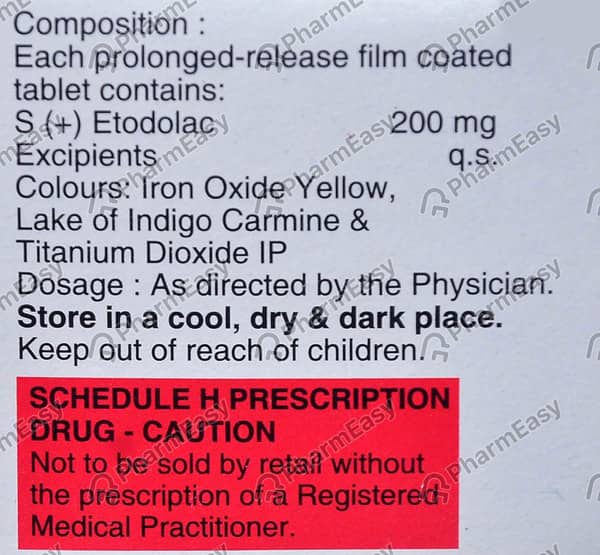 Composition :
Each prolonged-release film coated
tablet contains:
S (+) Etodolac 200 mg
Excipients q.s.
Colours: Iron Oxide Yellow,
Lake of Indigo Carmine &
Titanium Dioxide IP
Dosage : As directed by the Physician.
Store in a cool, dry & dark place.
Keep out of reach of children.
SCHEDULE H PRESCRIPTION
DRUG - CAUTION
Not to be sold by retail without
the prescription of a Registered
Medical Practitioner.
PharmEasy